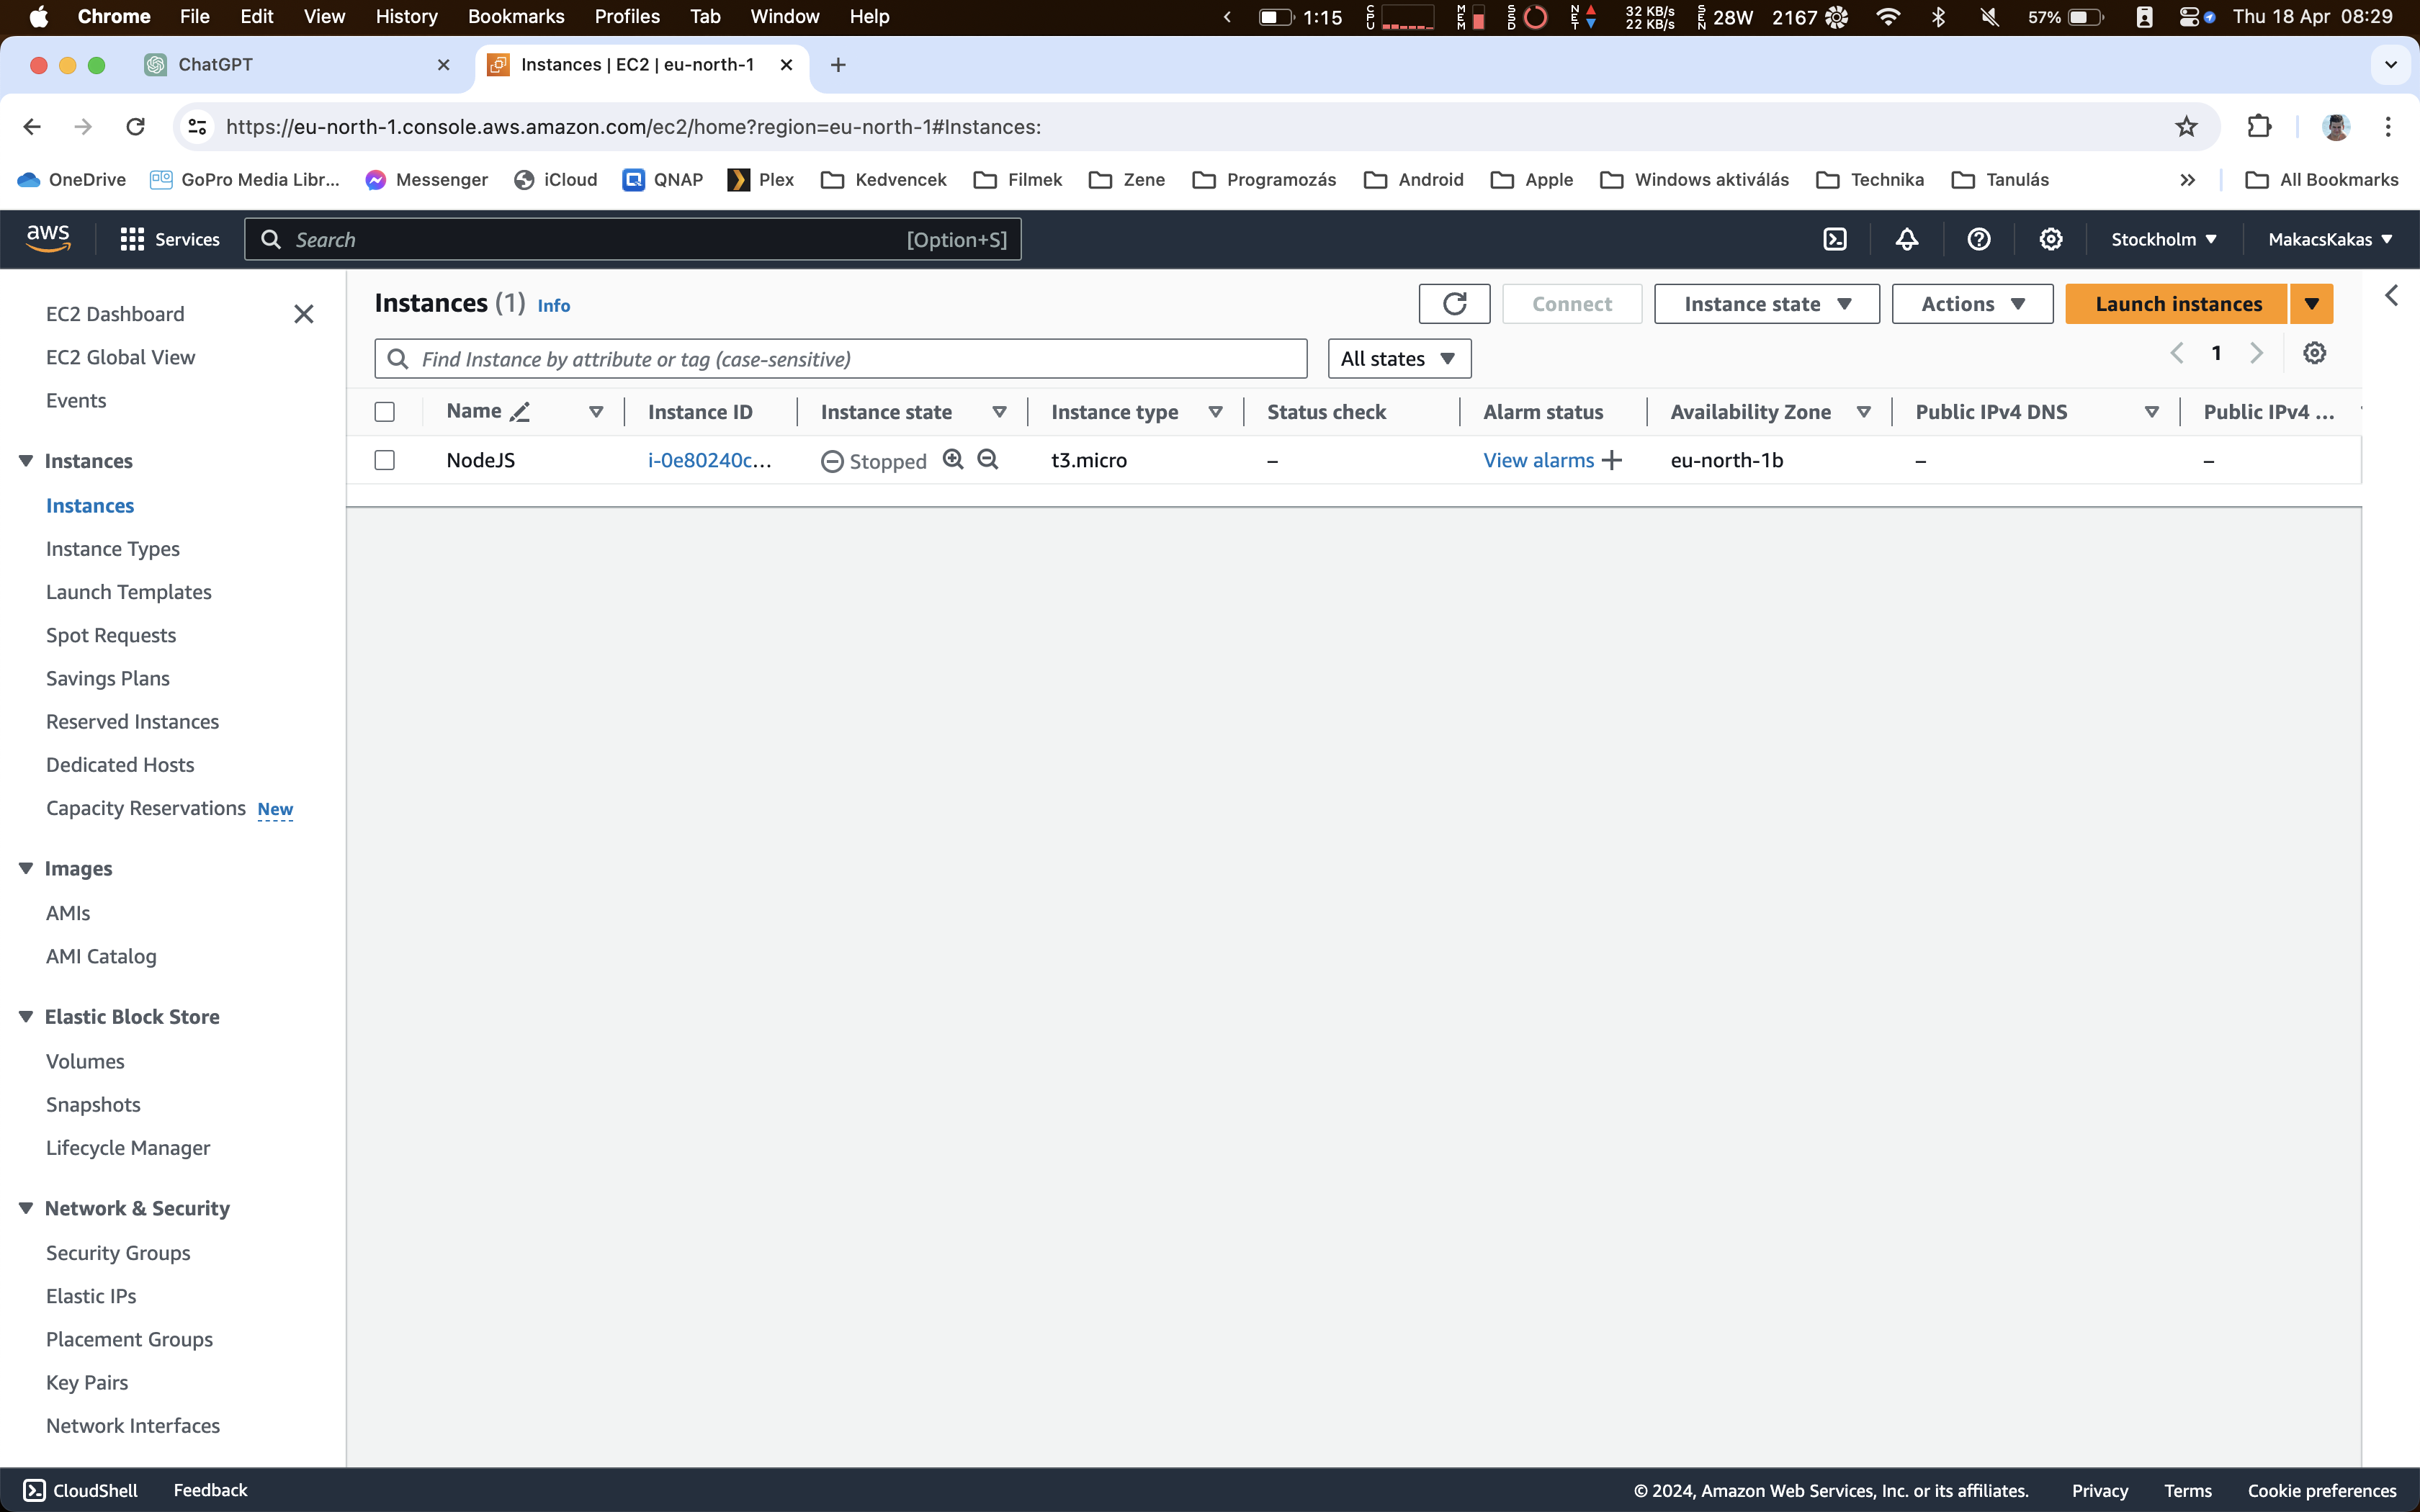 Chrome File Edit View History Bookmarks Profiles Tab Window Help 1:15 CPU MEM SSD NET 32 KB/s 22 KB/s SEN 28W 2167 57% Thu 18 Apr 08:29
ChatGPT Instances | EC2 | eu-north-1
https://eu-north-1.console.aws.amazon.com/ec2/home?region=eu-north-1#Instances:
OneDrive GoPro Media Libr... Messenger iCloud QNAP Plex Kedvencek Filmek Zene Programozás Android Apple Windows aktiválás Technika Tanulás » All Bookmarks
aws Services Search [Option+S] Stockholm MakacsKakas
EC2 Dashboard
EC2 Global View
Events
Instances
Instances
Instance Types
Launch Templates
Spot Requests
Savings Plans
Reserved Instances
Dedicated Hosts
Capacity Reservations New
Images
AMIs
AMI Catalog
Elastic Block Store
Volumes
Snapshots
Lifecycle Manager
Network & Security
Security Groups
Elastic IPs
Placement Groups
Key Pairs
Network Interfaces
Instances (1) Info Connect Instance state Actions Launch instances
Find Instance by attribute or tag (case-sensitive) All states 1
Name Instance ID Instance state Instance type Status check Alarm status Availability Zone Public IPv4 DNS Public IPv4 ...
NodeJS i-0e80240c... Stopped t3.micro – View alarms + eu-north-1b – –
CloudShell Feedback © 2024, Amazon Web Services, Inc. or its affiliates. Privacy Terms Cookie preferences